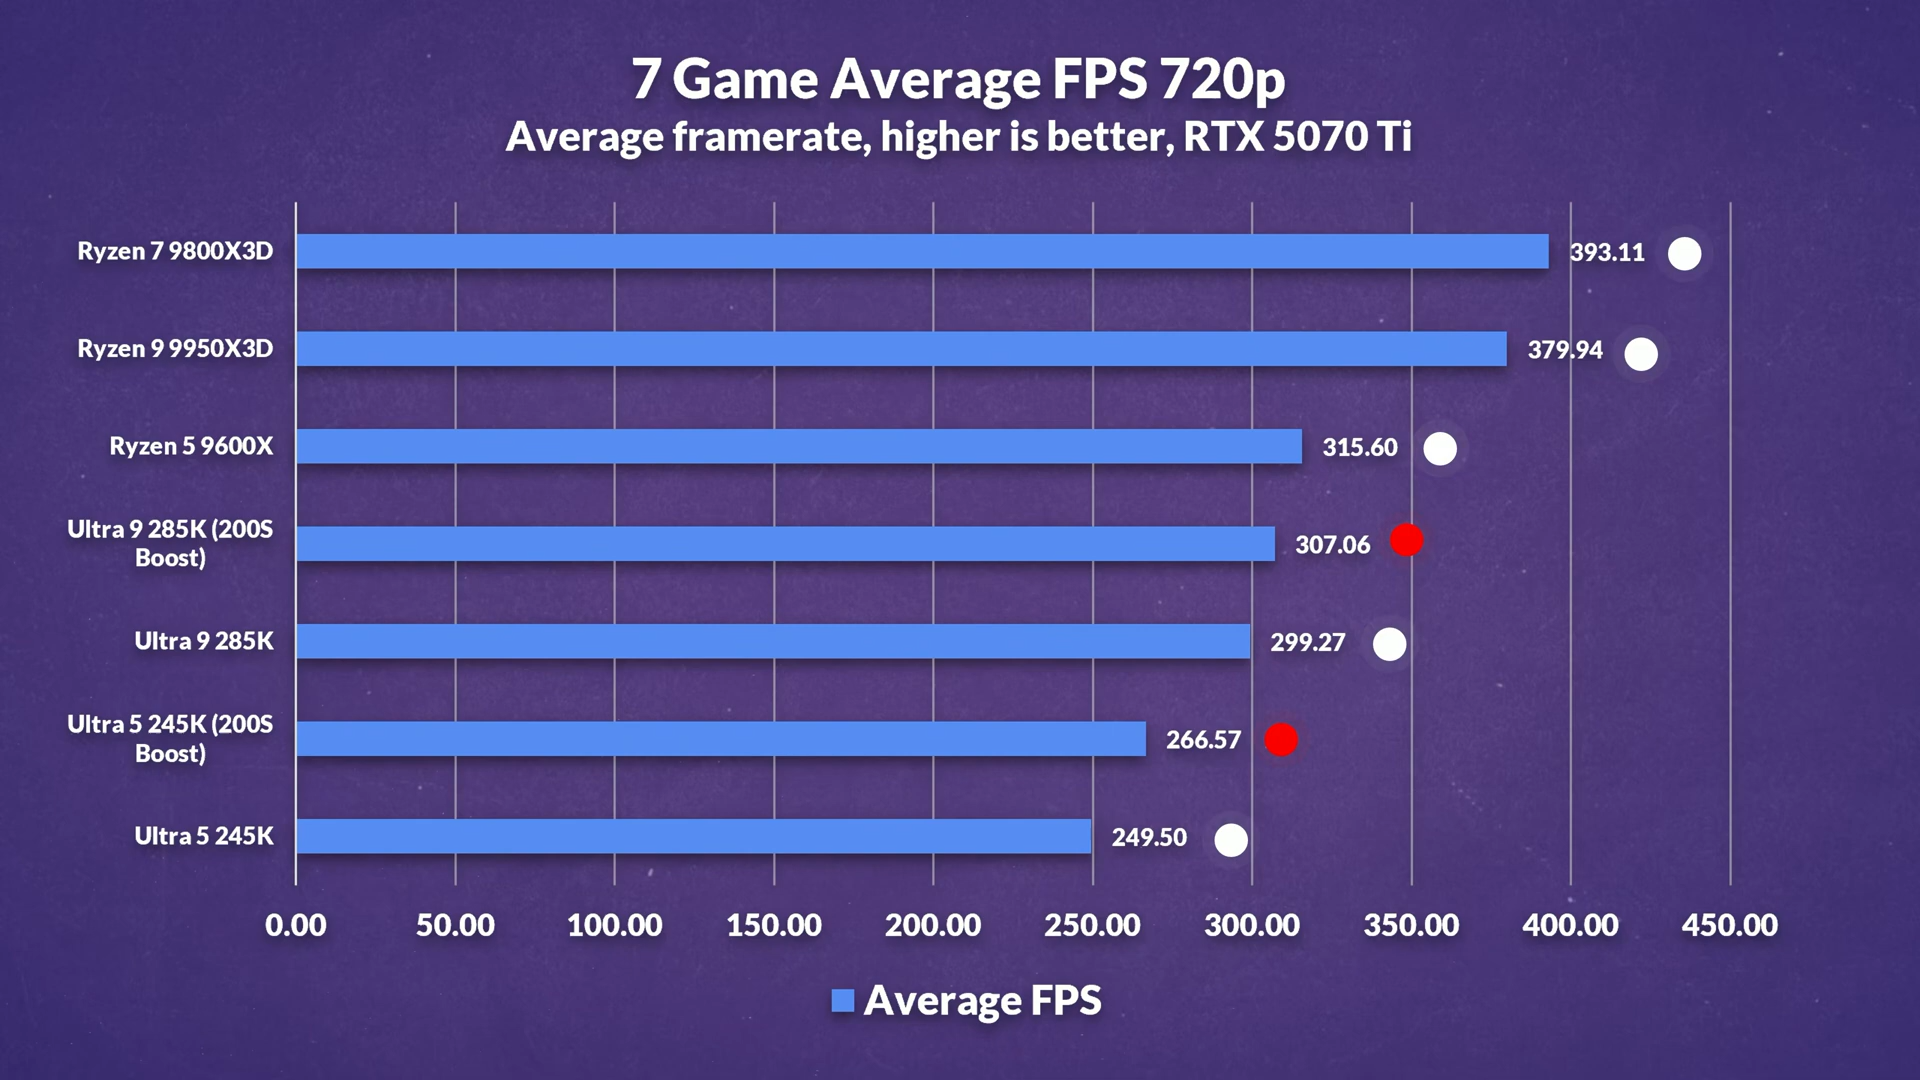 7 Game Average FPS 720p
Average framerate, higher is better, RTX 5070 Ti
Ryzen 7 9800X3D
393.11
Ryzen 9 9950X3D
379.94
Ryzen 5 9600X
315.60
Ultra 9 285K (200S
Boost)
307.06
Ultra 9 285K
299.27
Ultra 5 245K (200S
Boost)
266.57
Ultra 5 245K
249.50
0.00 50.00 100.00 150.00 200.00 250.00 300.00 350.00 400.00 450.00
Average FPS